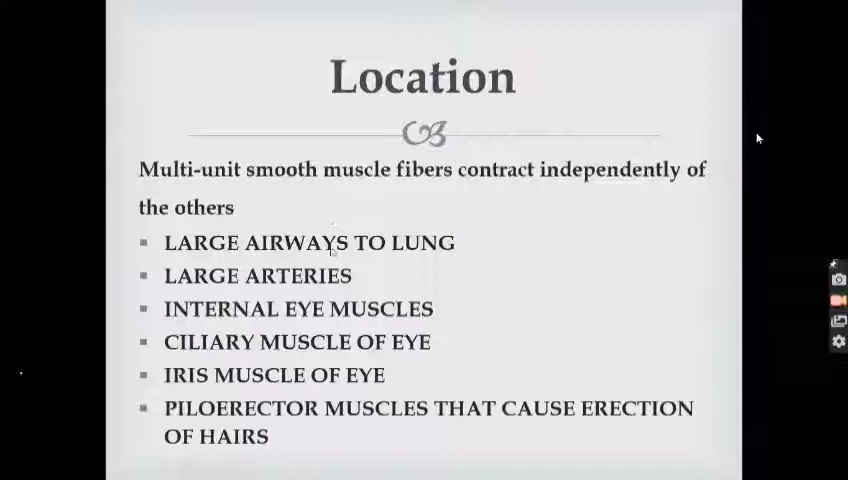 Location
Multi-unit smooth muscle fibers contract independently of
the others
LARGE AIRWAYS TO LUNG
LARGE ARTERIES
INTERNAL EYE MUSCLES
CILIARY MUSCLE OF EYE
IRIS MUSCLE OF EYE
PILOERECTOR MUSCLES THAT CAUSE ERECTION
OF HAIRS